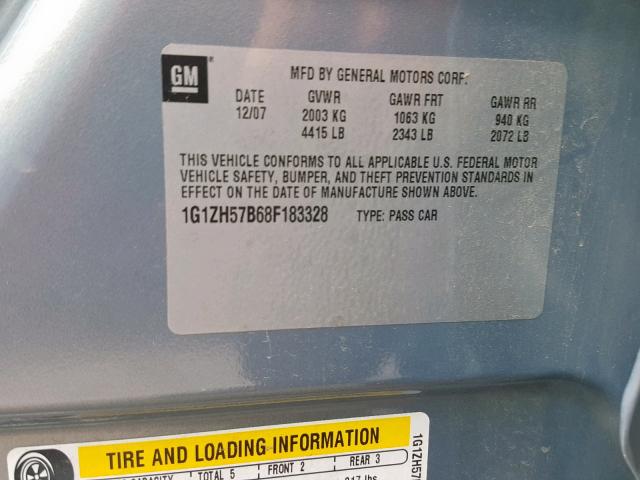 GM
MFD BY GENERAL MOTORS CORP.
DATE GVWR GAWR FRT GAWR RR
12/07 2003 KG 1063 KG 940 KG
4415 LB 2343 LB 2072 LB
THIS VEHICLE CONFORMS TO ALL APPLICABLE U.S. FEDERAL MOTOR
VEHICLE SAFETY, BUMPER, AND THEFT PREVENTION STANDARDS IN
EFFECT ON THE DATE OF MANUFACTURE SHOWN ABOVE.
1G1ZH57B68F183328 TYPE: PASS CAR
TIRE AND LOADING INFORMATION
TOTAL 5 FRONT 2 REAR 3
1G1ZH57